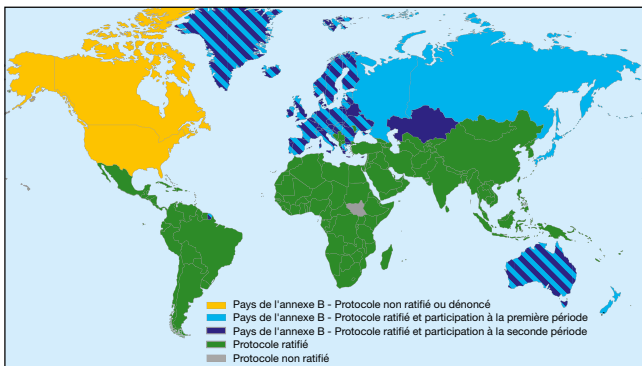 Pays de l'annexe B - Protocole non ratifié ou dénoncé
Pays de l'annexe B - Protocole ratifié et participation à la première période
Pays de l'annexe B - Protocole ratifié et participation à la seconde période
Protocole ratifié
Protocole non ratifié